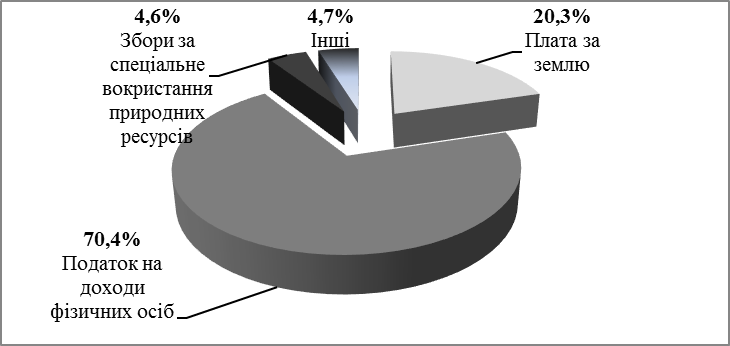 4,6%
Збори за
спеціальне
вокристання
природних
ресурсів
4,7%
Інші
20,3%
Плата за
землю
70,4%
Податок на
доходи
фізичних осіб